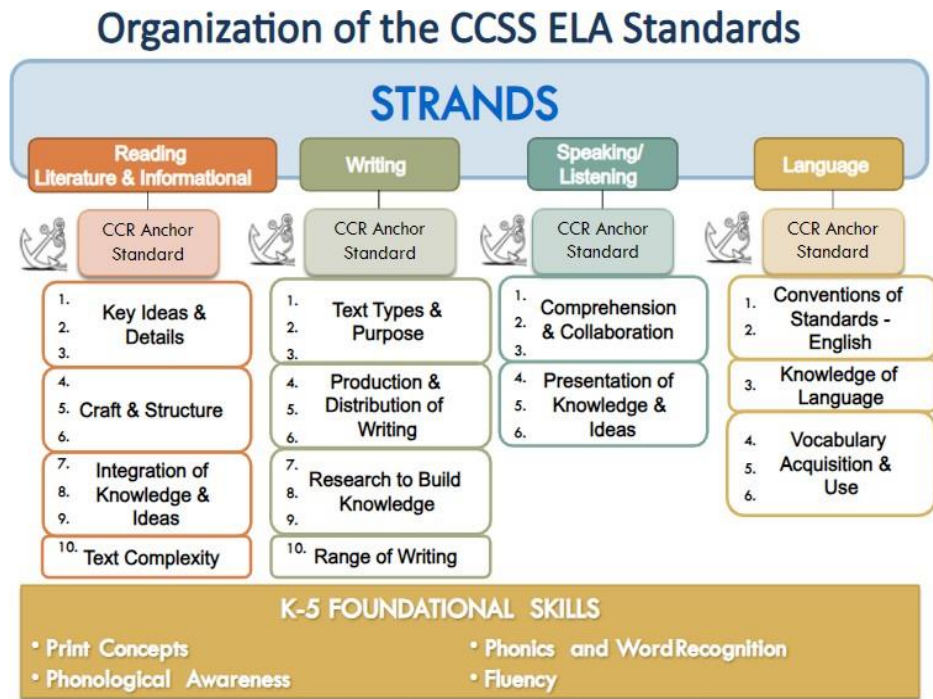 Organization of the CCSS ELA Standards
STRANDS
Reading
Literature & Informational
CCR Anchor
Standard
1.
2.
3.
Key Ideas &
Details
4.
5.
6.
Craft & Structure
7.
8.
9.
Integration of
Knowledge &
Ideas
10. Text Complexity
Writing
CCR Anchor
Standard
1.
2.
3.
Text Types &
Purpose
4.
5.
6.
Production &
Distribution of
Writing
7.
8.
9.
Research to Build
Knowledge
10. Range of Writing
Speaking/
Listening
CCR Anchor
Standard
1.
2.
3.
Comprehension
& Collaboration
4.
5.
6.
Presentation of
Knowledge &
Ideas
Language
CCR Anchor
Standard
1.
2.
Conventions of
Standards -
English
3. Knowledge of
Language
4.
5.
6.
Vocabulary
Acquisition &
Use
K-5 FOUNDATIONAL SKILLS
• Print Concepts
• Phonological Awareness
• Phonics and Word Recognition
• Fluency